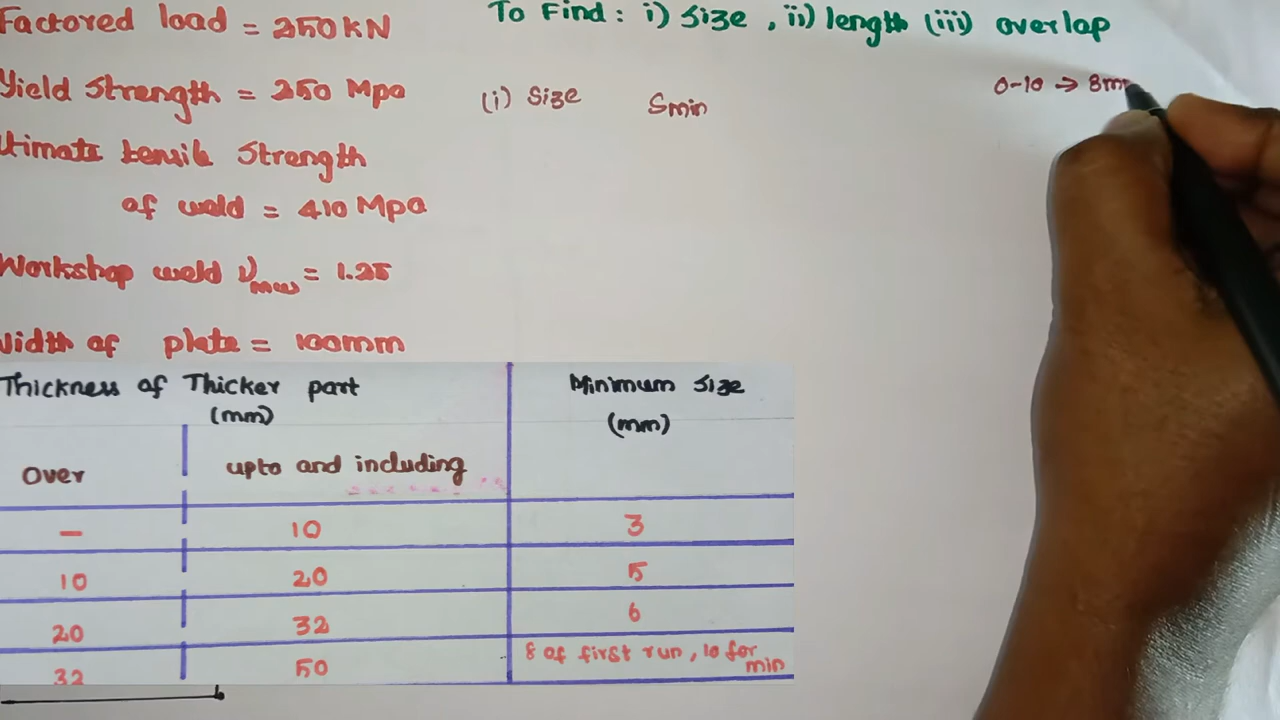 Factored load = 250 KN
Yield Strength = 250 Mpa
Utimate tensile Strength
of weld = 410 Mpa
Workshop weld = 1.25
Width of plate = 100mm
To Find : i) Size , ii) length (iii) overlap
(i) Size Smin
0-10 → 8m
Thickness of Thicker part
(mm)
Minimum Size
(mm)
Over
upto and including
— 10 3
10 20 5
20 32 6
32 50 8 of first run, 10 for min